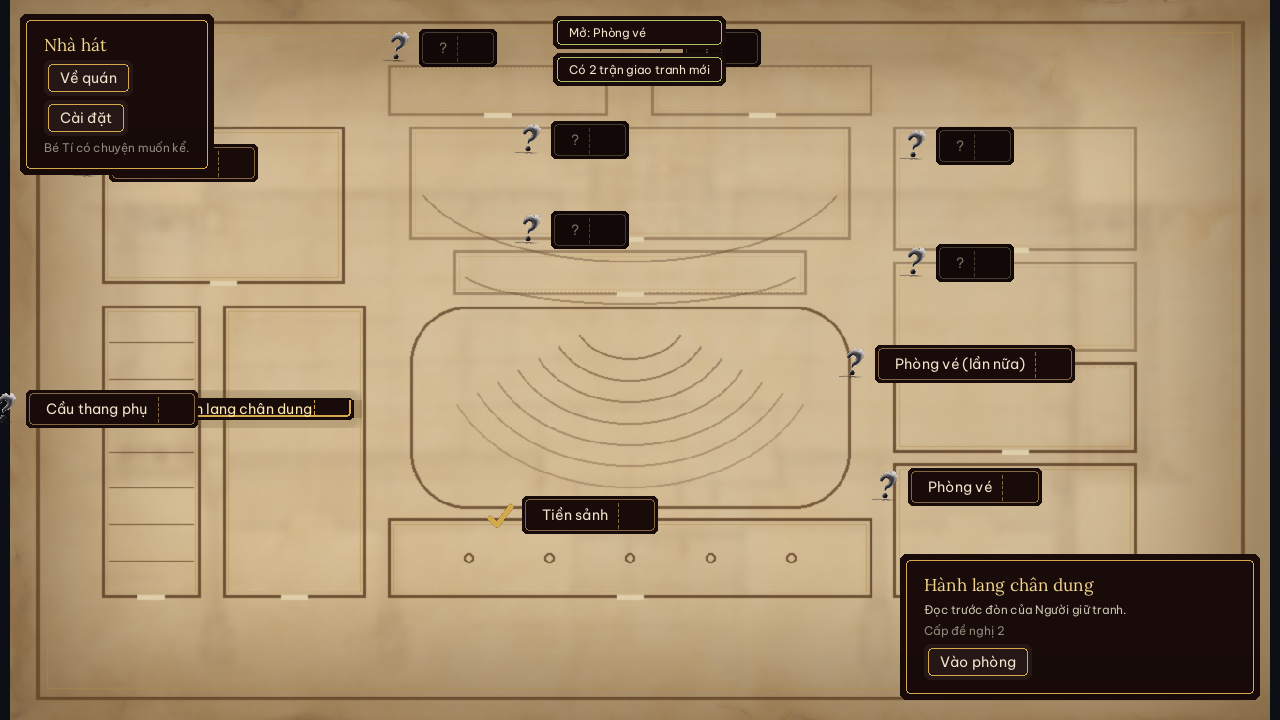 Nhà hát
Về quán
Cài đặt
Bé Tí có chuyện muốn kể.
Mở: Phòng vé
Có 2 trận giao tranh mới
?
?
?
?
?
Phòng vé (lần nữa)
Cầu thang phụ
lang chân dung
Phòng vé
Tiền sảnh
Hành lang chân dung
Đọc trước đòn của Người giữ tranh.
Cấp đề nghị 2
Vào phòng